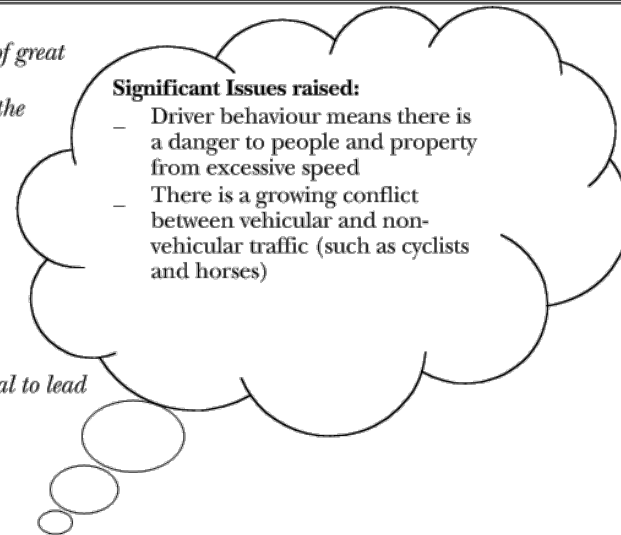 of great
the
Significant Issues raised:
– Driver behaviour means there is
a danger to people and property
from excessive speed
– There is a growing conflict
between vehicular and non-
vehicular traffic (such as cyclists
and horses)
al to lead